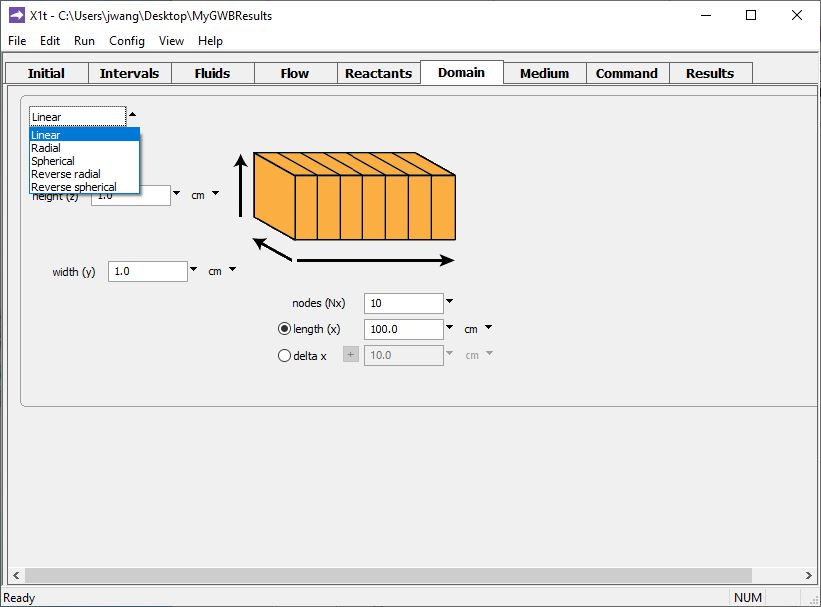 X1t - C:\Users\jwang\Desktop\MyGWBResults
File Edit Run Config View Help
Initial Intervals Fluids Flow Reactants Domain Medium Command Results
Linear
Linear
Radial
Spherical
Reverse radial
Reverse spherical
height (z) 1.0 cm
width (y) 1.0 cm
nodes (Nx) 10
length (x) 100.0 cm
delta x + 10.0 cm
Ready NUM